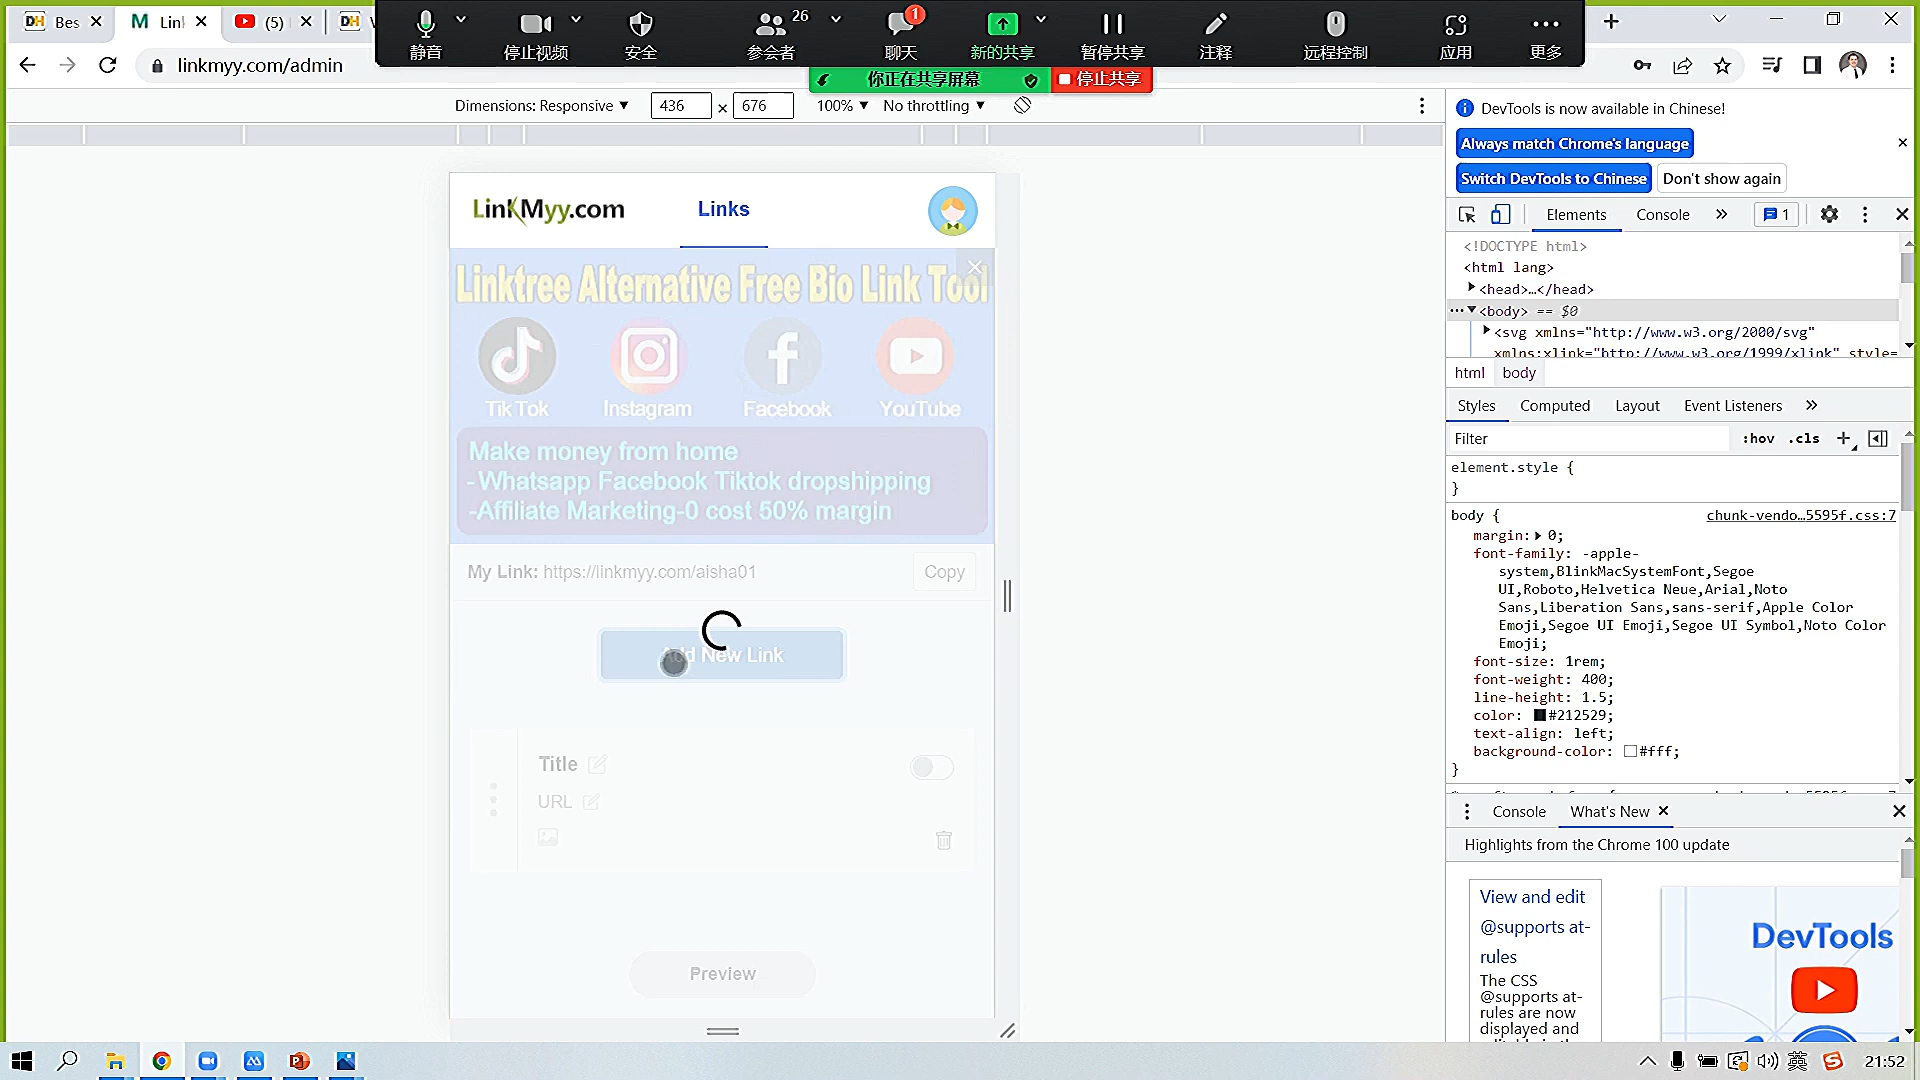 Bes
Lin
(5)
静音
停止视频
安全
26
参会者
1
聊天
新的共享
暂停共享
注释
远程控制
应用
更多
linkmyy.com/admin
你正在共享屏幕
停止共享
Dimensions: Responsive ▼ 436 × 676 100% ▼ No throttling ▼
DevTools is now available in Chinese!
Always match Chrome's language
Switch DevTools to Chinese Don't show again
Elements Console » 1
<!DOCTYPE html>
<html lang>
<head>…</head>
<body> == $0
<svg xmlns="http://www.w3.org/2000/svg"
xmlns:xlink="http://www.w3.org/1999/xlink" style=
html body
Styles Computed Layout Event Listeners »
Filter :hov .cls +
element.style {
}
body { chunk-vendo…5595f.css:7
margin: 0;
font-family: -apple-
system,BlinkMacSystemFont,Segoe
UI,Roboto,Helvetica Neue,Arial,Noto
Sans,Liberation Sans,sans-serif,Apple Color
Emoji,Segoe UI Emoji,Segoe UI Symbol,Noto Color
Emoji;
font-size: 1rem;
font-weight: 400;
line-height: 1.5;
color: #212529;
text-align: left;
background-color: #fff;
}
Console What's New
Highlights from the Chrome 100 update
View and edit
@supports at-
rules
The CSS
@supports at-
rules are now
displayed and
DevTools
LinkMyy.com Links
Linktree Alternative Free Bio Link Tool
Tik Tok Instagram Facebook YouTube
Make money from home
-Whatsapp Facebook Tiktok dropshipping
-Affiliate Marketing-0 cost 50% margin
My Link: https://linkmyy.com/aisha01 Copy
Add New Link
Title
URL
Preview
英 21:52